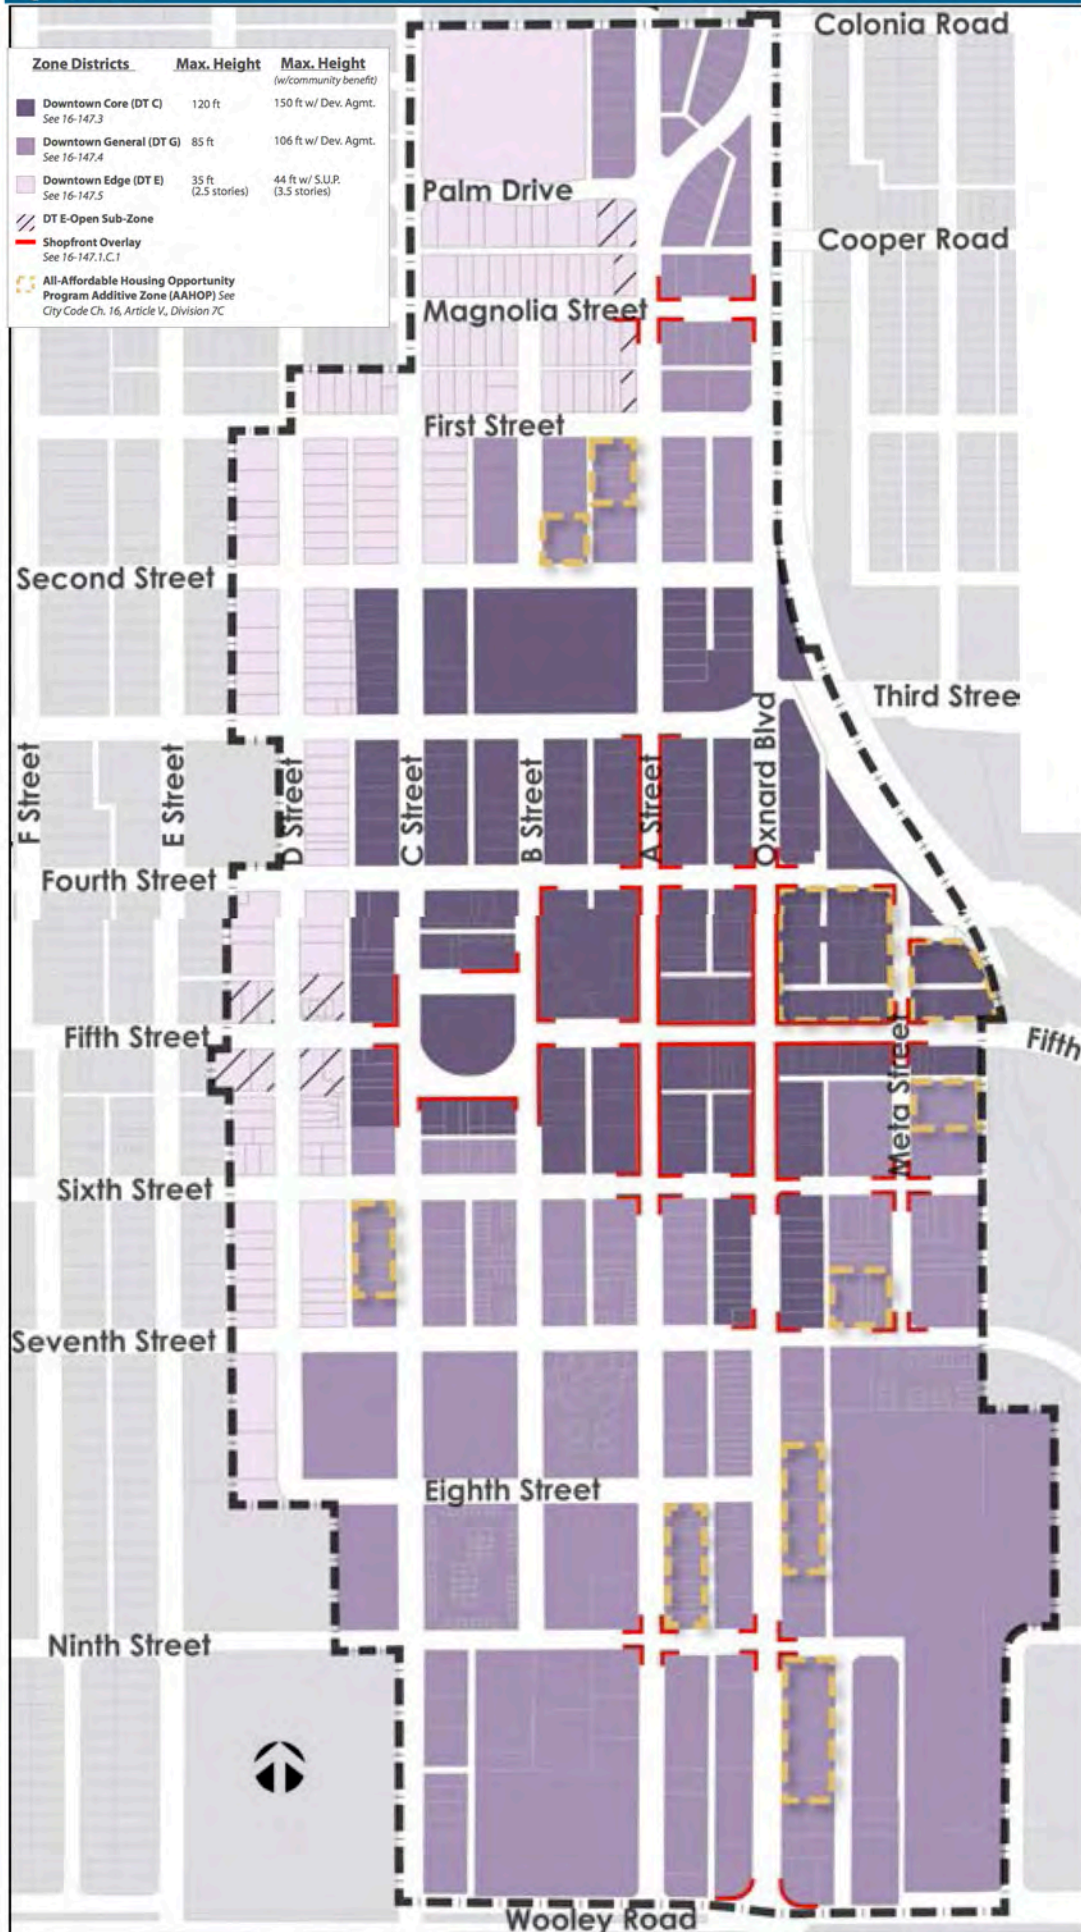 Colonia Road
Zone Districts Max. Height Max. Height
(w/community benefit)
Downtown Core (DT C) 120 ft 150 ft w/ Dev. Agmt.
See 16-147.3
Downtown General (DT G) 85 ft 106 ft w/ Dev. Agmt.
See 16-147.4
Downtown Edge (DT E) 35 ft 44 ft w/ S.U.P.
See 16-147.5 (2.5 stories) (3.5 stories)
DT E-Open Sub-Zone
Shopfront Overlay
See 16-147.1.C.1
All-Affordable Housing Opportunity
Program Additive Zone (AAHOP) See
City Code Ch. 16, Article V., Division 7C
Palm Drive
Cooper Road
Magnolia Street
First Street
Second Street
Third Stree
F Street
E Street
D Street
C Street
B Street
A Street
Oxnard Blvd
Fourth Street
Fifth Street
Fifth
Meta Street
Sixth Street
Seventh Street
Eighth Street
Ninth Street
Wooley Road